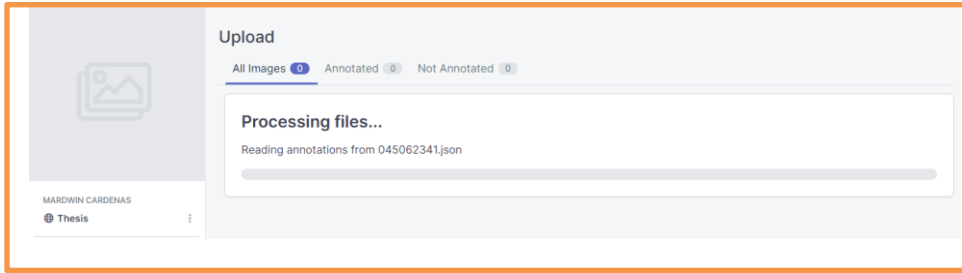 Upload
All Images 0 Annotated 0 Not Annotated 0
Processing files...
Reading annotations from 045062341.json
MARDWIN CARDENAS
Thesis